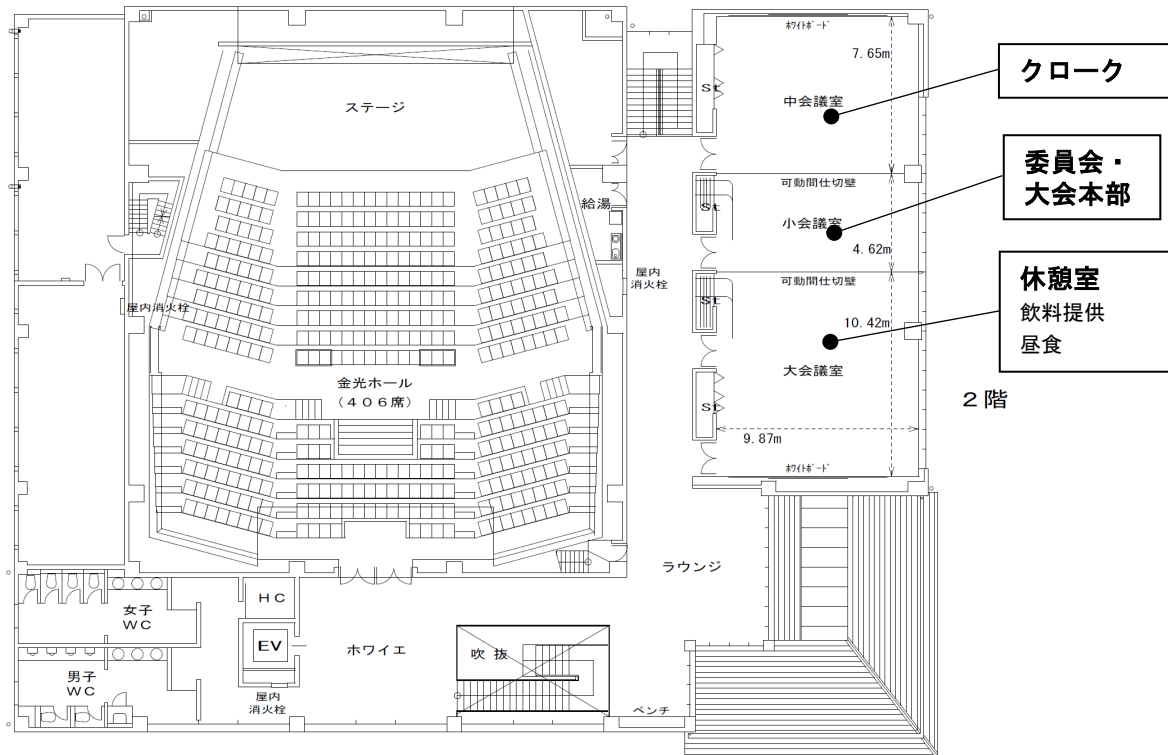 ホワイトボード
7.65m
クローク
St
中会議室
ステージ
委員会・
大会本部
可動間仕切壁
給湯
St
小会議室
4.62m
屋内
消火栓
可動間仕切壁
休憩室
飲料提供
昼食
屋内消火栓
St
10.42m
大会議室
金光ホール
(406席)
2階
St
9.87m
ホワイトボード
ラウンジ
HC
女子
WC
EV
ホワイエ
吹抜
男子
WC
屋内
消火栓
ベンチ